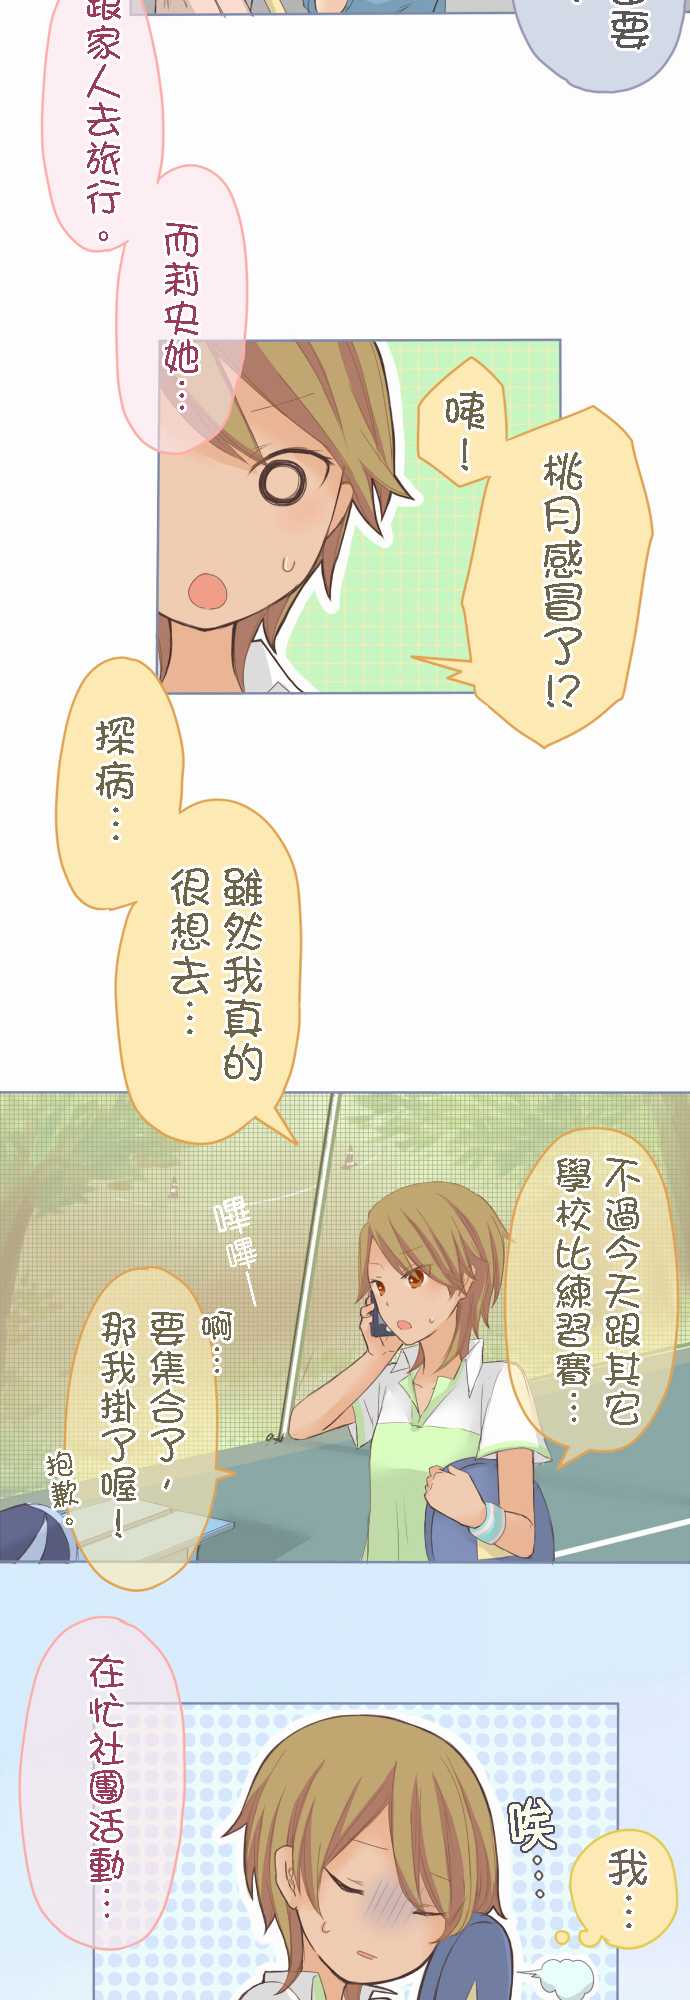 要
跟家人去旅行。
而莉央她…
咦！
桃月感冒了!?
探病…
雖然我真的
很想去…
不過今天跟其它
學校比練習賽…
嗶
嗶—
啊…
要集合了，
那我掛了喔！
抱歉。
在忙社團活動…
唉…
我…